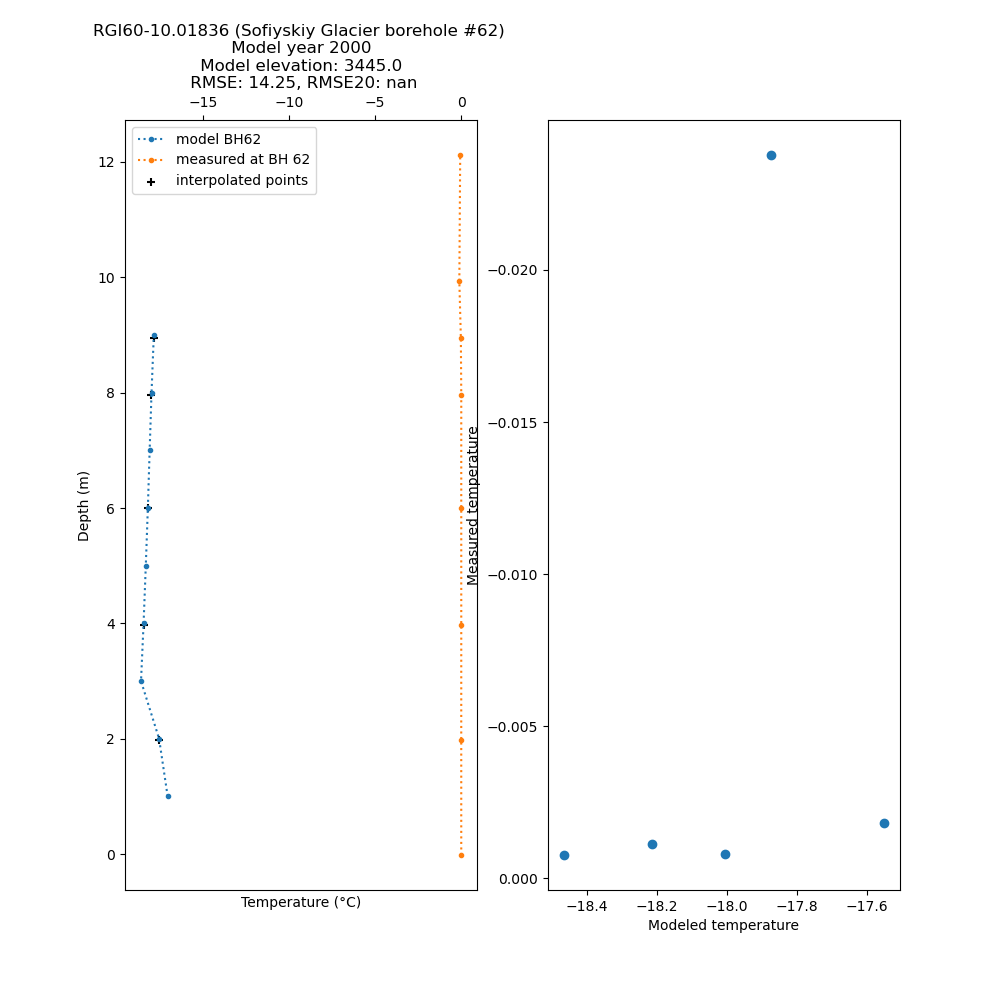 RGI60-10.01836 (Sofiyskiy Glacier borehole #62)
Model year 2000
Model elevation: 3445.0
RMSE: 14.25, RMSE20: nan
−15 −10 −5 0
model BH62
measured at BH 62
interpolated points
12
10
8
6
4
2
0
Depth (m)
Temperature (°C)
Measured temperature
−0.020
−0.015
−0.010
−0.005
0.000
−18.4 −18.2 −18.0 −17.8 −17.6
Modeled temperature